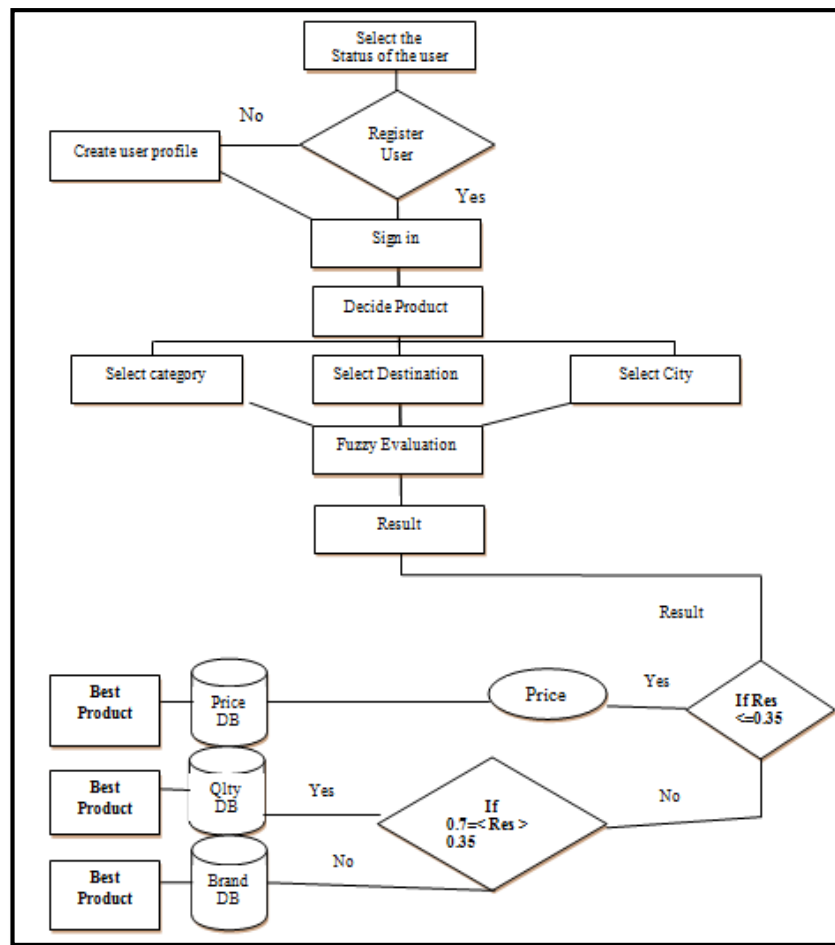 Select the
Status of the user
No
Register
User
Create user profile
Yes
Sign in
Decide Product
Select category
Select Destination
Select City
Fuzzy Evaluation
Result
Result
Best
Product
Price
DB
Price
Yes
If Res
<=0.35
Best
Product
Qlty
DB
Yes
If
0.7=< Res >
0.35
No
Best
Product
Brand
DB
No